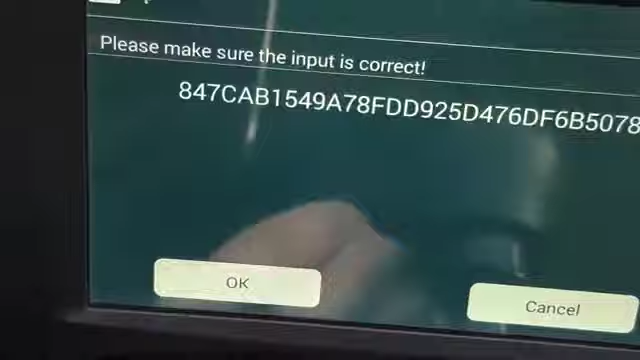 Please make sure the input is correct!
847CAB1549A78FDD925D476DF6B5078
OK
Cancel